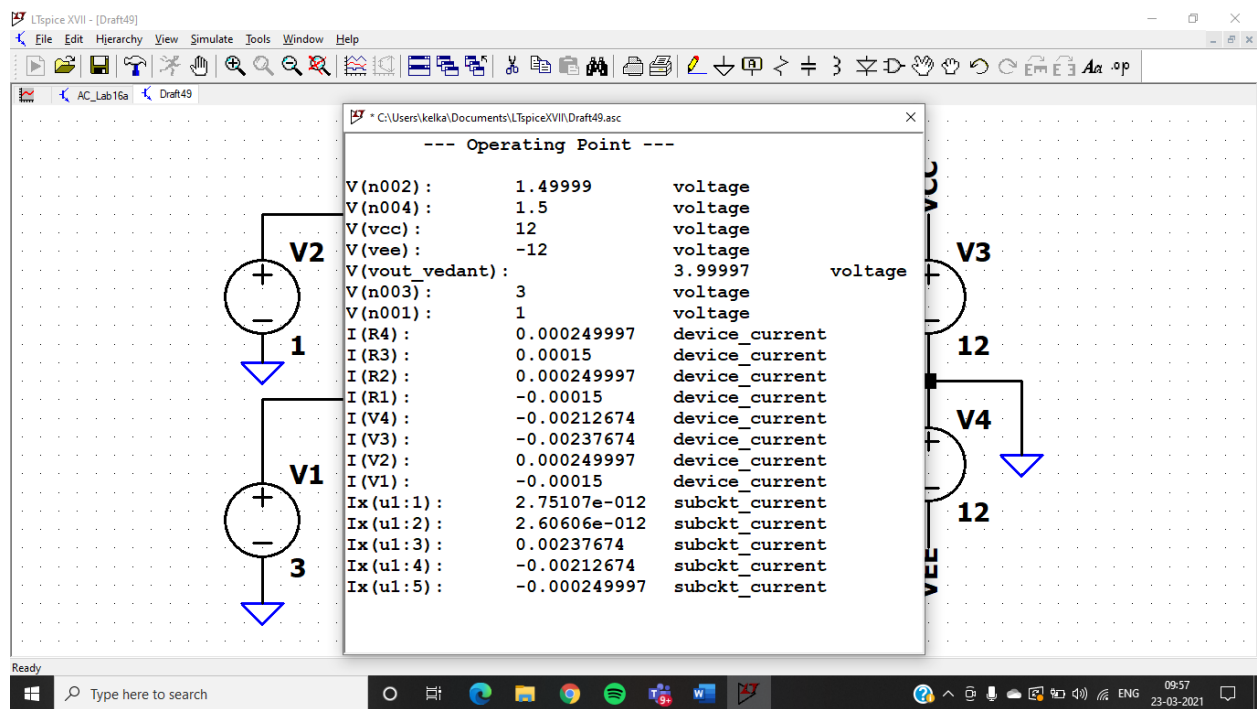 LTspice XVII - [Draft49]
File Edit Hierarchy View Simulate Tools Window Help
AC_Lab16a Draft49
* C:\Users\kelka\Documents\LTspiceXVII\Draft49.asc
--- Operating Point ---
V(n002): 1.49999 voltage
V(n004): 1.5 voltage
V(vcc): 12 voltage
V(vee): -12 voltage
V(vout_vedant): 3.99997 voltage
V(n003): 3 voltage
V(n001): 1 voltage
I(R4): 0.000249997 device_current
I(R3): 0.00015 device_current
I(R2): 0.000249997 device_current
I(R1): -0.00015 device_current
I(V4): -0.00212674 device_current
I(V3): -0.00237674 device_current
I(V2): 0.000249997 device_current
I(V1): -0.00015 device_current
Ix(u1:1): 2.75107e-012 subckt_current
Ix(u1:2): 2.60606e-012 subckt_current
Ix(u1:3): 0.00237674 subckt_current
Ix(u1:4): -0.00212674 subckt_current
Ix(u1:5): -0.000249997 subckt_current
V2
1
V1
3
VCC
V3
12
V4
12
VEE
Ready
Type here to search
ENG
09:57
23-03-2021